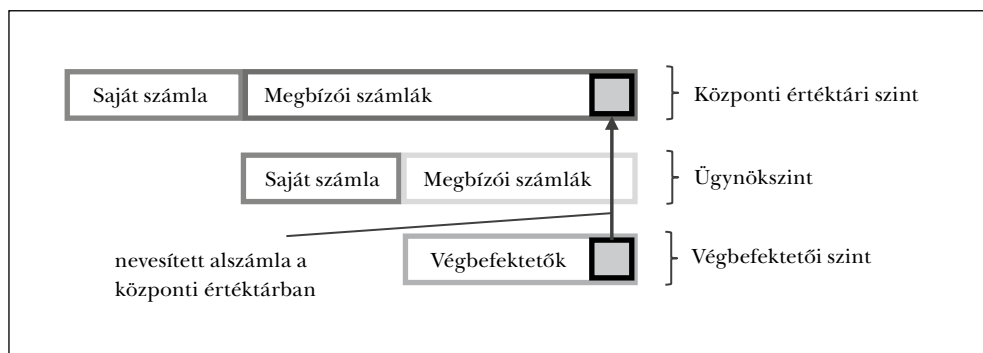 Saját számla
Megbízói számlák
Központi értéktári szint
Saját számla
Megbízói számlák
Ügynökszint
nevesített alszámla a
központi értéktárban
Végbefektetők
Végbefektetői szint